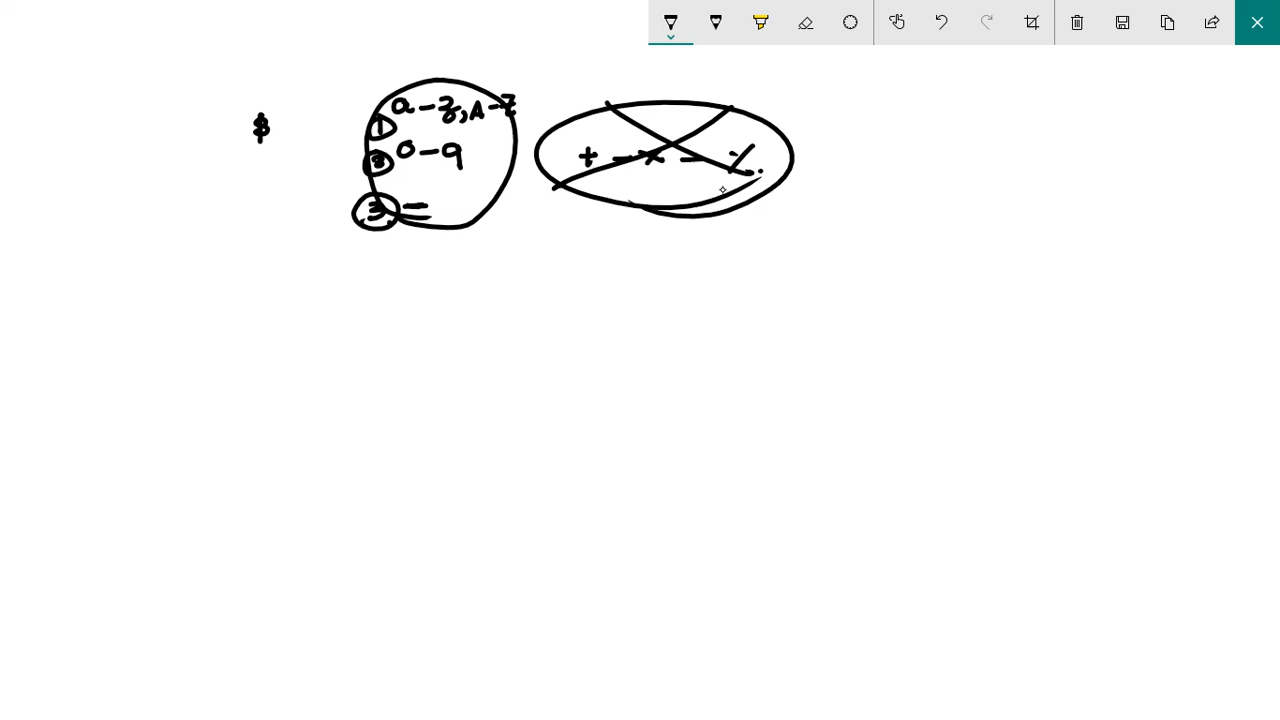 $
① a - z, A - Z
② 0 - 9
③ =
+ - × - %